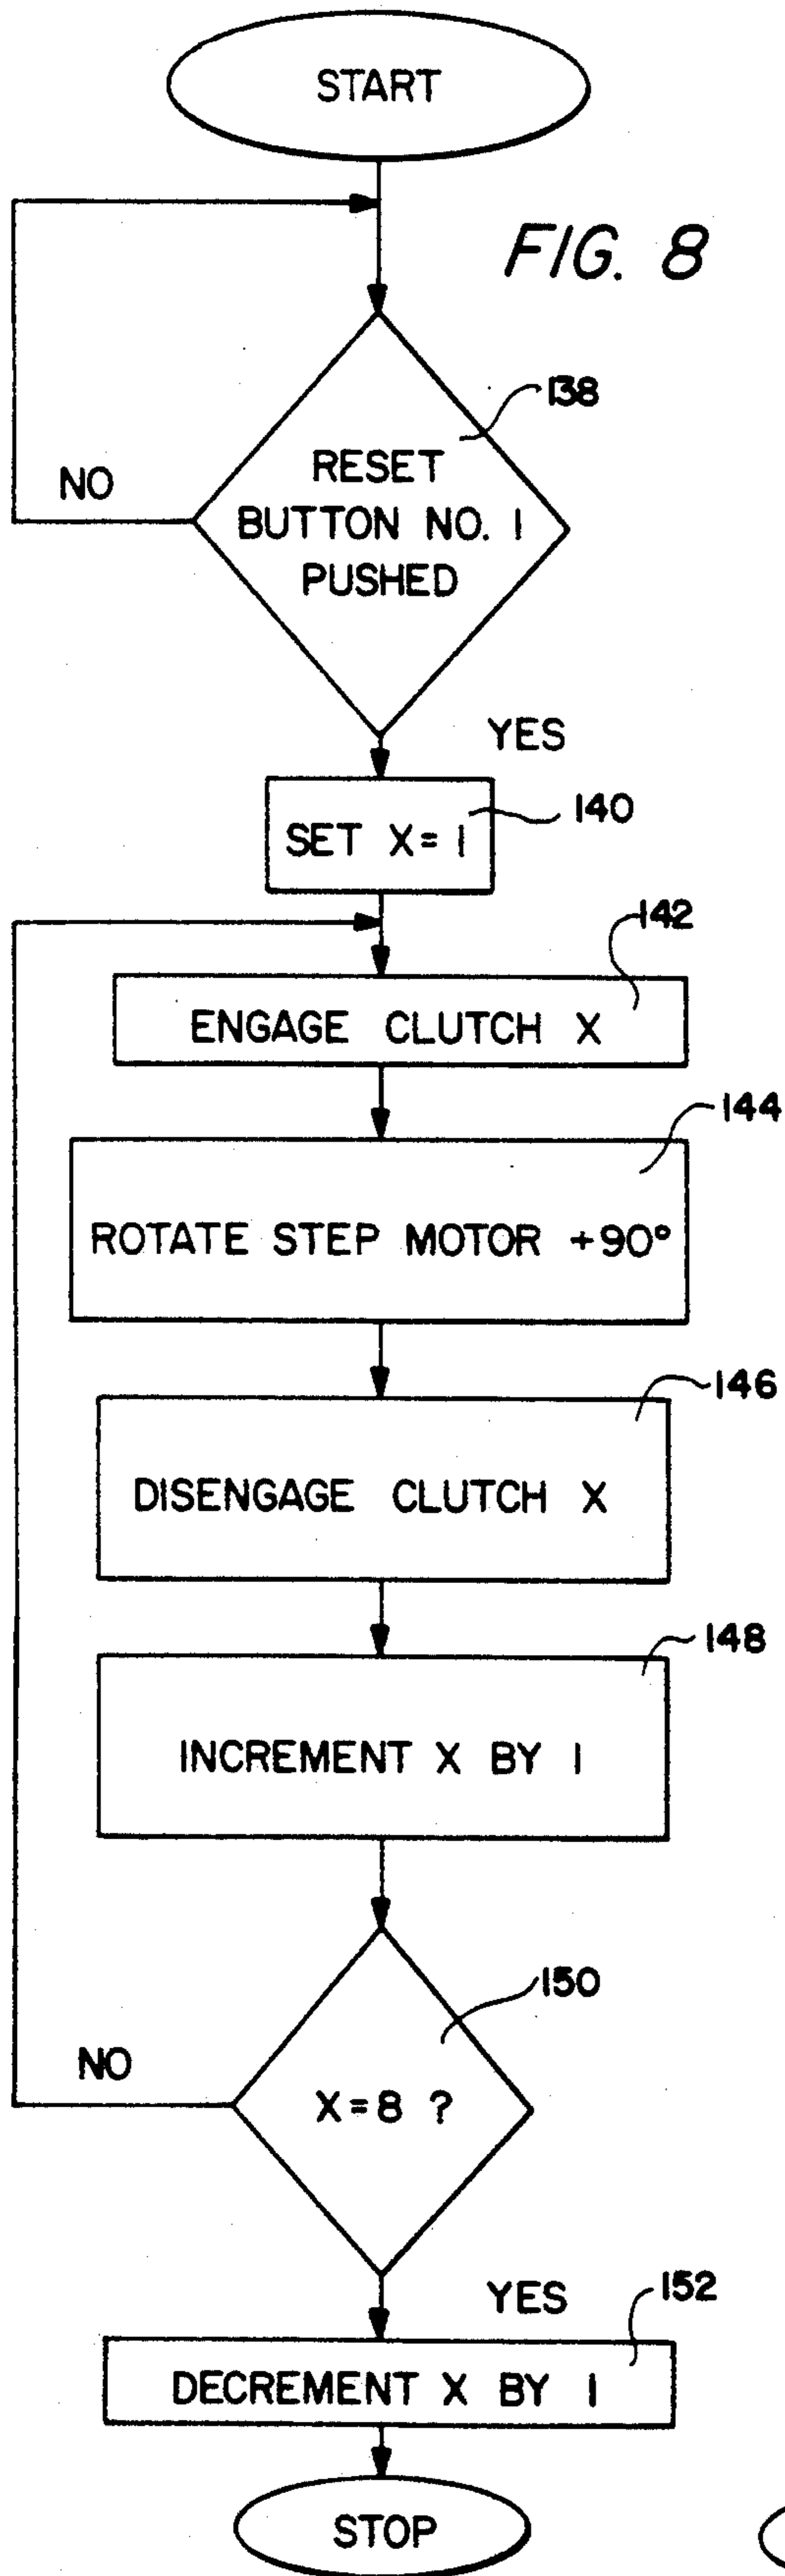 START
FIG. 8
138
RESET
BUTTON NO. 1
PUSHED
NO
YES
140
SET X = 1
142
ENGAGE CLUTCH X
144
ROTATE STEP MOTOR +90°
146
DISENGAGE CLUTCH X
148
INCREMENT X BY 1
150
X = 8 ?
NO
YES
152
DECREMENT X BY 1
STOP